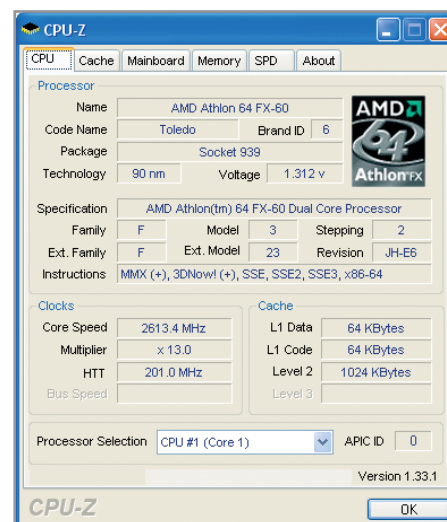 CPU-Z
CPU Cache Mainboard Memory SPD About
Processor
Name AMD Athlon 64 FX-60
Code Name Toledo Brand ID 6
Package Socket 939
Technology 90 nm Voltage 1.312 v
AMD
64
Athlon FX
Specification AMD Athlon(tm) 64 FX-60 Dual Core Processor
Family F Model 3 Stepping 2
Ext. Family F Ext. Model 23 Revision JH-E6
Instructions MMX (+), 3DNow! (+), SSE, SSE2, SSE3, x86-64
Clocks Cache
Core Speed 2613.4 MHz L1 Data 64 KBytes
Multiplier x 13.0 L1 Code 64 KBytes
HTT 201.0 MHz Level 2 1024 KBytes
Bus Speed Level 3
Processor Selection CPU #1 (Core 1) APIC ID 0
Version 1.33.1
CPU-Z OK